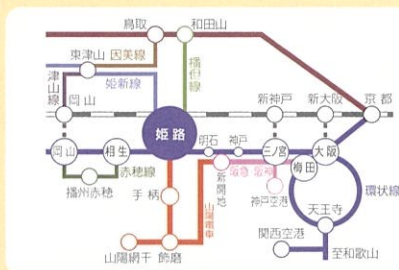 鳥取
和田山
東津山
因美線
姫新線
播但線
津山線
岡山
新神戸
新大阪
京都
姫路
岡山
相生
赤穂線
播州赤穂
明石
神戸
三ノ宮
大阪
梅田
環状線
手柄
山陽電車
新開地
神戸空港
天王寺
関西空港
至和歌山
山陽網干
飾磨